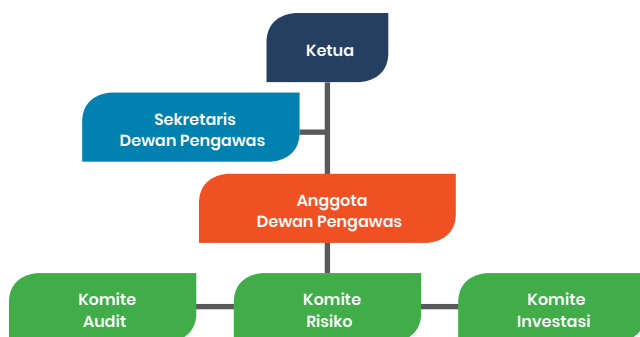 Ketua
Sekretaris
Dewan Pengawas
Anggota
Dewan Pengawas
Komite
Audit
Komite
Risiko
Komite
Investasi